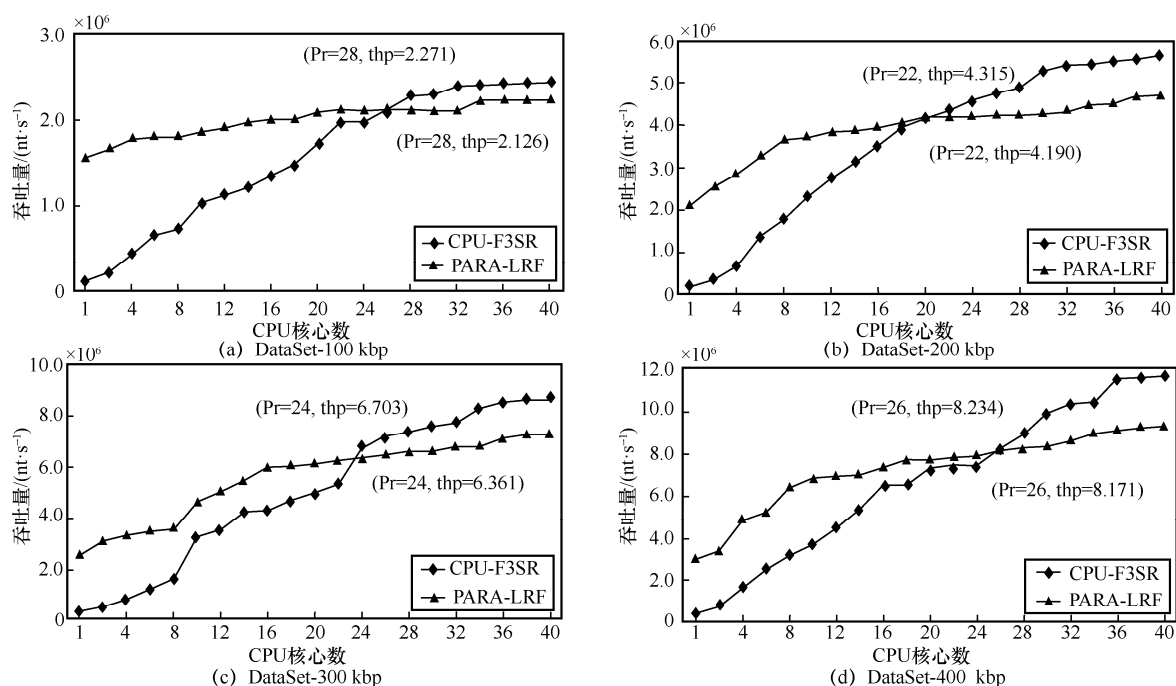 ×10⁶
3.0
2.0
1.0
0
吞吐量/(nt·s⁻¹)
(Pr=28, thp=2.271)
(Pr=28, thp=2.126)
CPU-F3SR
PARA-LRF
1 4 8 12 16 20 24 28 32 36 40
CPU核心数
(a) DataSet-100 kbp
×10⁶
6.0
5.0
4.0
3.0
2.0
1.0
0
吞吐量/(nt·s⁻¹)
(Pr=22, thp=4.315)
(Pr=22, thp=4.190)
CPU-F3SR
PARA-LRF
1 4 8 12 16 20 24 28 32 36 40
CPU核心数
(b) DataSet-200 kbp
×10⁶
10.0
8.0
6.0
4.0
2.0
0
吞吐量/(nt·s⁻¹)
(Pr=24, thp=6.703)
(Pr=24, thp=6.361)
CPU-F3SR
PARA-LRF
1 4 8 12 16 20 24 28 32 36 40
CPU核心数
(c) DataSet-300 kbp
×10⁶
12.0
10.0
8.0
6.0
4.0
2.0
0
吞吐量/(nt·s⁻¹)
(Pr=26, thp=8.234)
(Pr=26, thp=8.171)
CPU-F3SR
PARA-LRF
1 4 8 12 16 20 24 28 32 36 40
CPU核心数
(d) DataSet-400 kbp